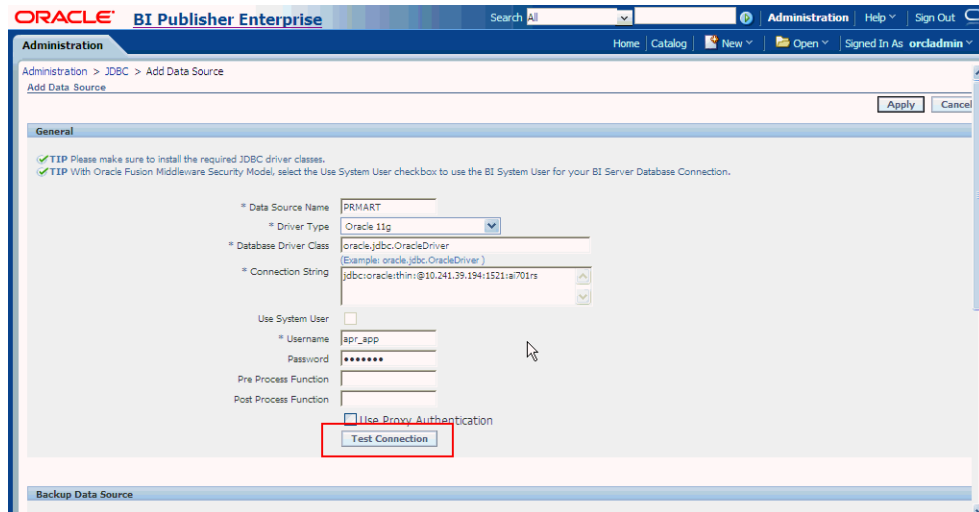 ORACLE BI Publisher Enterprise Search All Administration Help Sign Out
Administration Home Catalog New Open Signed In As orcladmin
Administration > JDBC > Add Data Source
Add Data Source
Apply Cancel
General
TIP Please make sure to install the required JDBC driver classes.
TIP With Oracle Fusion Middleware Security Model, select the Use System User checkbox to use the BI System User for your BI Server Database Connection.
* Data Source Name PRMART
* Driver Type Oracle 11g
* Database Driver Class oracle.jdbc.OracleDriver
(Example: oracle.jdbc.OracleDriver )
* Connection String jdbc:oracle:thin:@10.241.39.194:1521:ai701rs
Use System User
* Username apr_app
Password •••••••
Pre Process Function
Post Process Function
Use Proxy Authentication
Test Connection
Backup Data Source